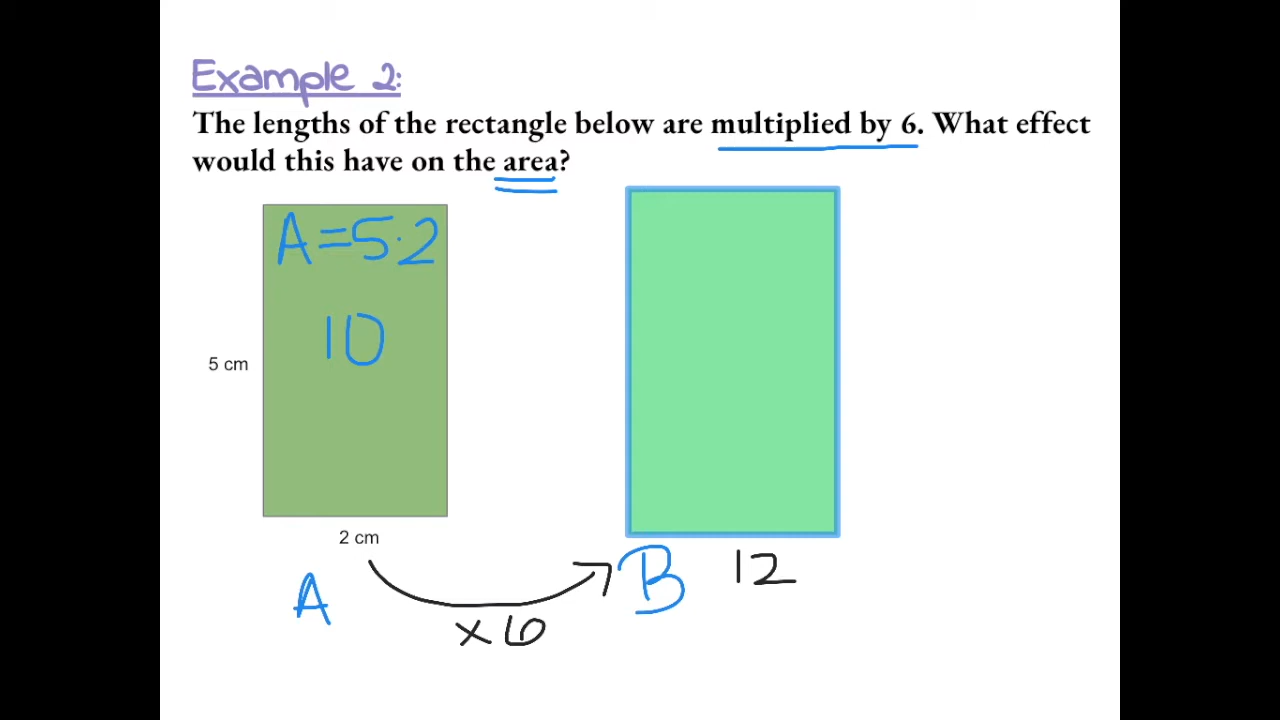 Example 2:
The lengths of the rectangle below are multiplied by 6. What effect
would this have on the area?
A=5·2
10
5 cm
2 cm
A
x6
B
12